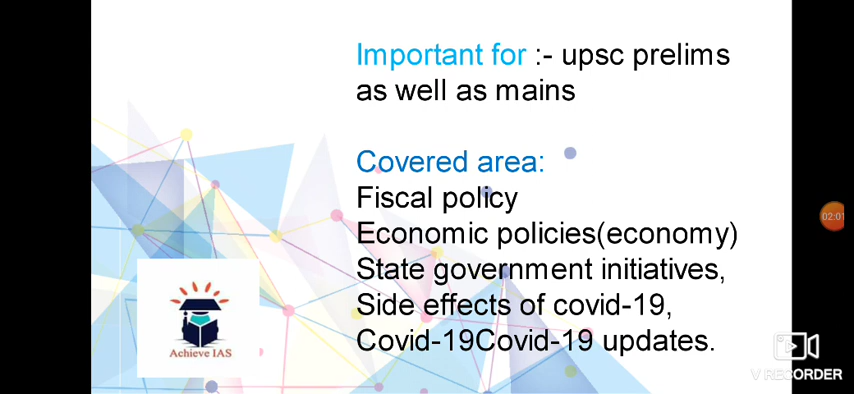 Important for :- upsc prelims
as well as mains
Covered area:
Fiscal policy
Economic policies(economy)
State government initiatives,
Side effects of covid-19,
Covid-19Covid-19 updates.
Achieve IAS
02:01
V RECORDER